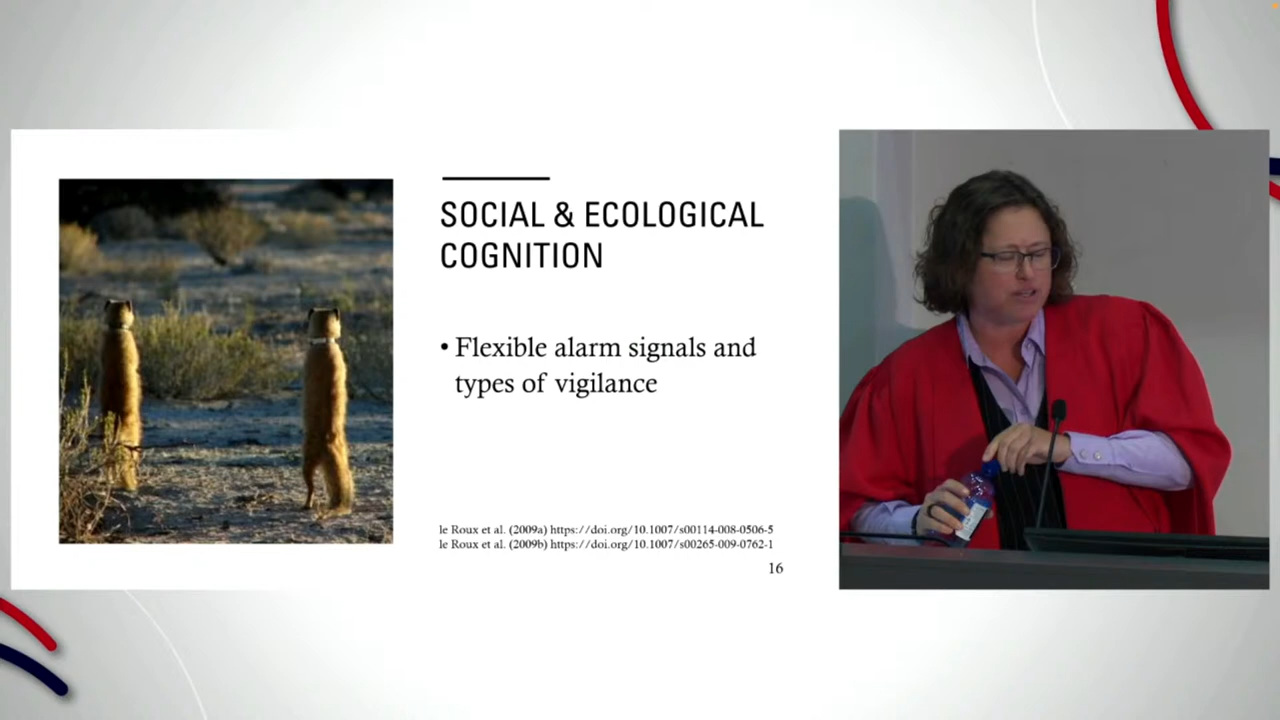 SOCIAL & ECOLOGICAL
COGNITION
• Flexible alarm signals and
types of vigilance
le Roux et al. (2009a) https://doi.org/10.1007/s00114-008-0506-5
le Roux et al. (2009b) https://doi.org/10.1007/s00265-009-0762-1
16